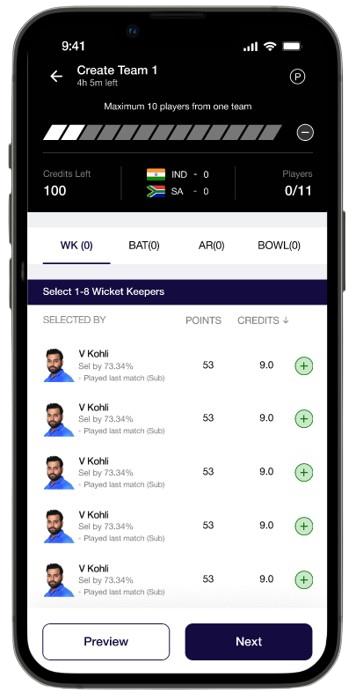 9:41
Create Team 1
4h 5m left
P
Maximum 10 players from one team
Credits Left
100
IND - 0
SA - 0
Players
0/11
WK (0) BAT(0) AR(0) BOWL(0)
Select 1-8 Wicket Keepers
SELECTED BY POINTS CREDITS ↓
V Kohli
Sel by 73.34%
53 9.0
· Played last match (Sub)
V Kohli
Sel by 73.34%
53 9.0
· Played last match (Sub)
V Kohli
Sel by 73.34%
53 9.0
· Played last match (Sub)
V Kohli
Sel by 73.34%
53 9.0
· Played last match (Sub)
V Kohli
Sel by 73.34%
53 9.0
· Played last match (Sub)
Preview Next